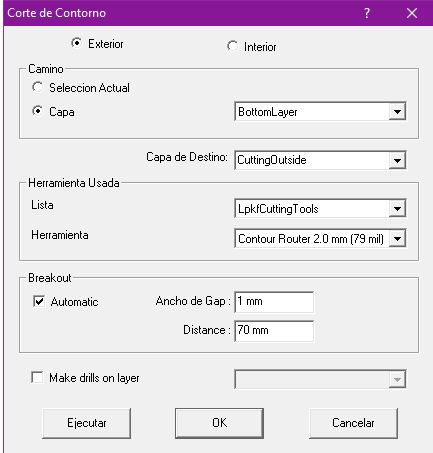 Corte de Contorno ? ×
Exterior Interior
Camino
Seleccion Actual
Capa BottomLayer
Capa de Destino: CuttingOutside
Herramienta Usada
Lista LpkfCuttingTools
Herramienta Contour Router 2.0 mm (79 mil)
Breakout
Automatic Ancho de Gap : 1 mm
Distance : 70 mm
Make drills on layer
Ejecutar OK Cancelar